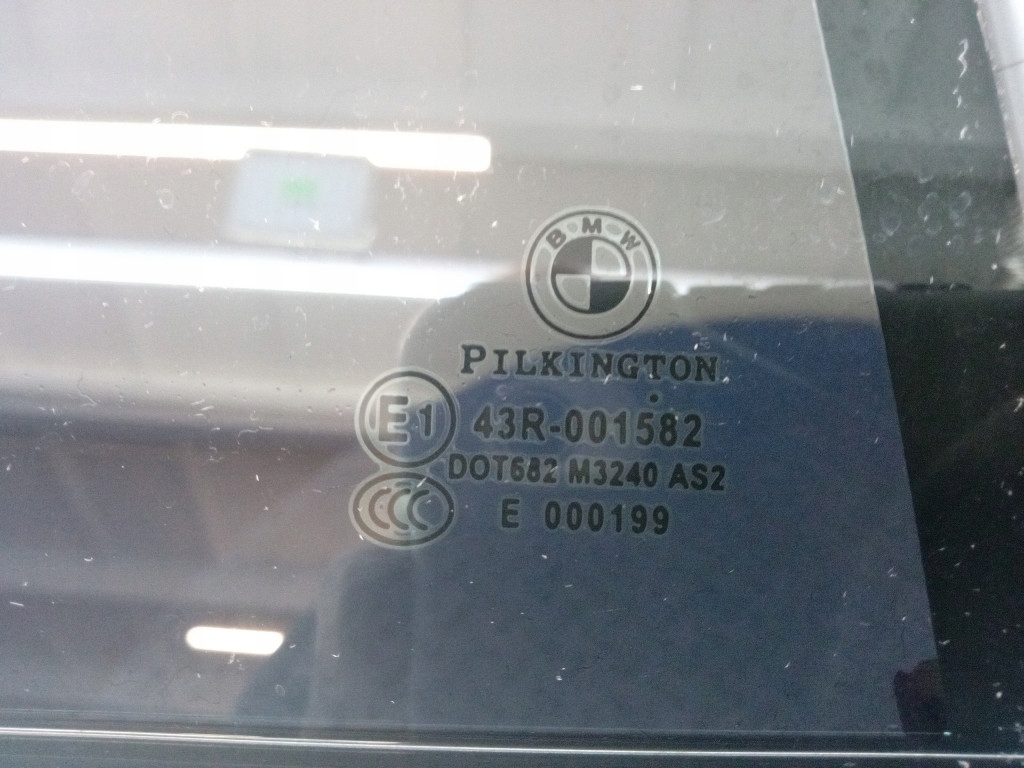 BMW
PILKINGTON
E1 43R-001582
DOT682 M3240 AS2
CCC E 000199